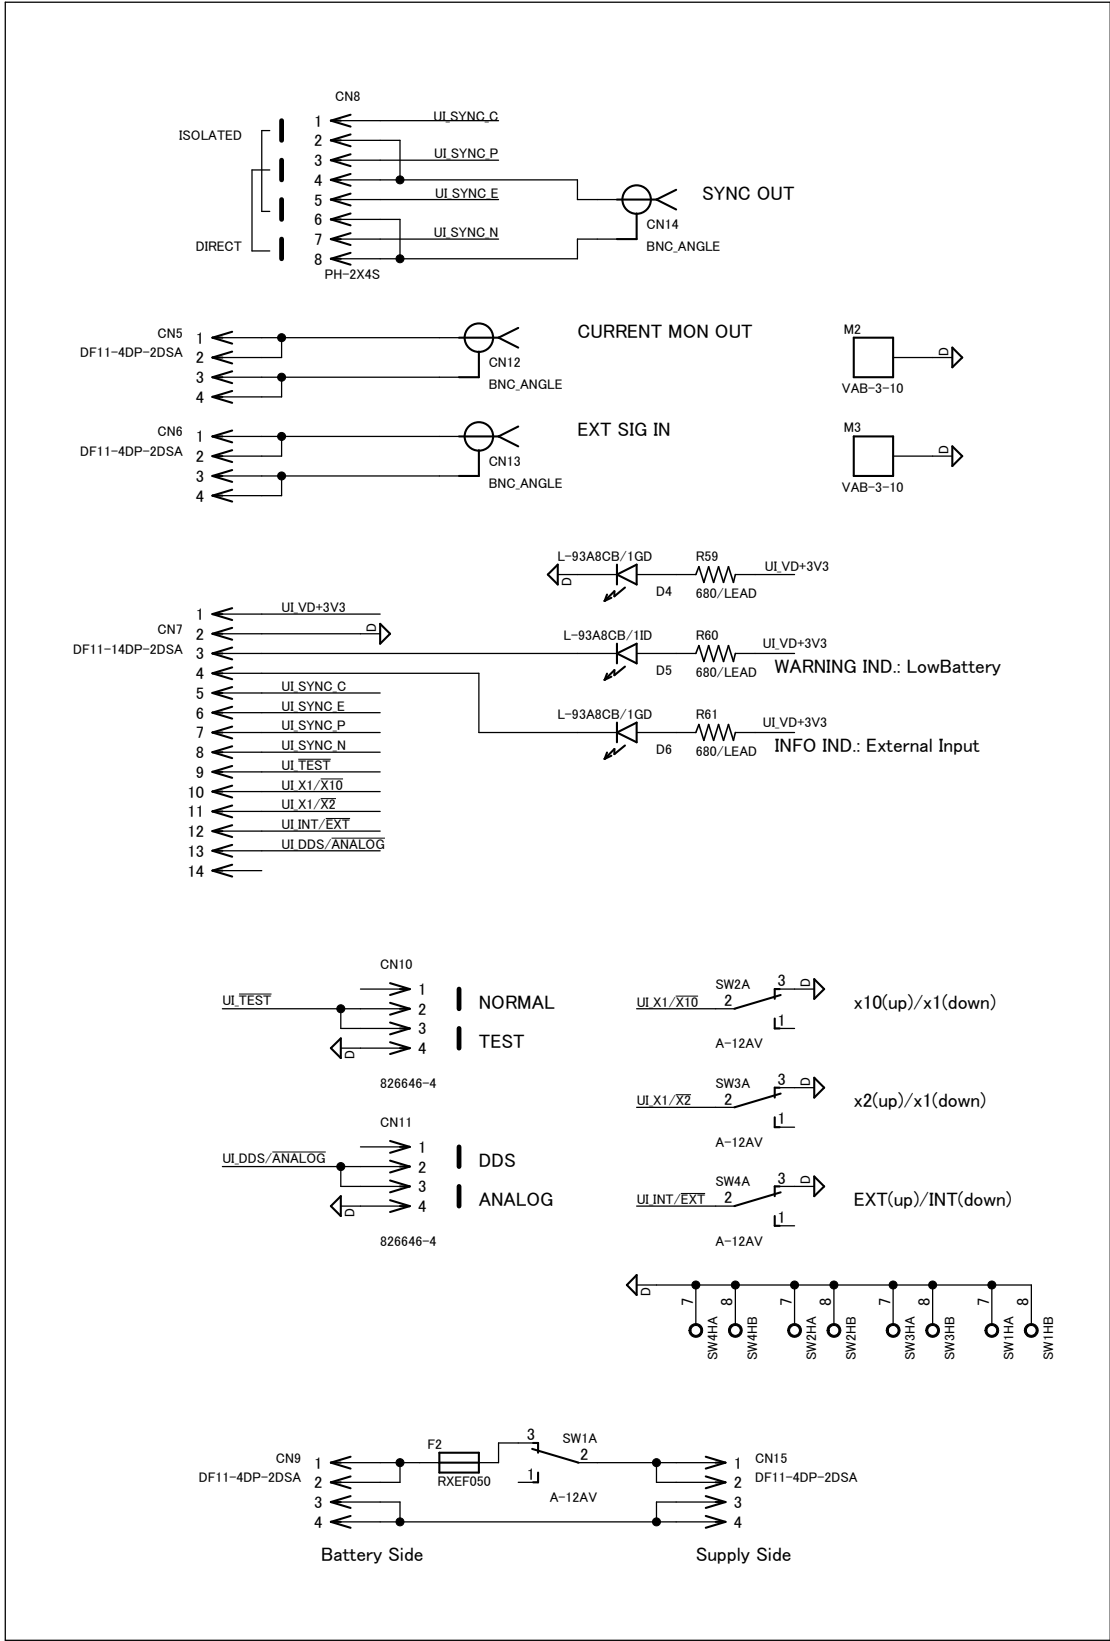 CN8
ISOLATED
DIRECT
1 UI_SYNC_C
2
3 UI_SYNC_P
4
5 UI_SYNC_E
6
7 UI_SYNC_N
8
PH-2X4S
SYNC OUT
CN14
BNC_ANGLE
CN5
DF11-4DP-2DSA
1
2
3
4
CN12
BNC_ANGLE
CURRENT MON OUT
M2
D
VAB-3-10
CN6
DF11-4DP-2DSA
1
2
3
4
CN13
BNC_ANGLE
EXT SIG IN
M3
D
VAB-3-10
L-93A8CB/1GD
D
D4
R59
680/LEAD
UI_VD+3V3
CN7
DF11-14DP-2DSA
1 UI_VD+3V3
2 D
3
4
5 UI_SYNC_C
6 UI_SYNC_E
7 UI_SYNC_P
8 UI_SYNC_N
9 UI_TEST
10 UI_X1/X10
11 UI_X1/X2
12 UI_INT/EXT
13 UI_DDS/ANALOG
14
L-93A8CB/1ID
D5
R60
680/LEAD
UI_VD+3V3
WARNING IND.: LowBattery
L-93A8CB/1GD
D6
R61
680/LEAD
UI_VD+3V3
INFO IND.: External Input
CN10
UI_TEST
1
2
3
4
D
NORMAL
TEST
826646-4
CN11
UI_DDS/ANALOG
1
2
3
4
D
DDS
ANALOG
826646-4
SW2A
UI_X1/X10 2
3 D
1
A-12AV
x10(up)/x1(down)
SW3A
UI_X1/X2 2
3 D
1
A-12AV
x2(up)/x1(down)
SW4A
UI_INT/EXT 2
3 D
1
A-12AV
EXT(up)/INT(down)
D
7 SW4HA
8 SW4HB
7 SW2HA
8 SW2HB
7 SW3HA
8 SW3HB
7 SW1HA
8 SW1HB
CN9
DF11-4DP-2DSA
1
2
3
4
Battery Side
F2
RXEF050
3
SW1A
2
1
A-12AV
1
2
3
4
CN15
DF11-4DP-2DSA
Supply Side